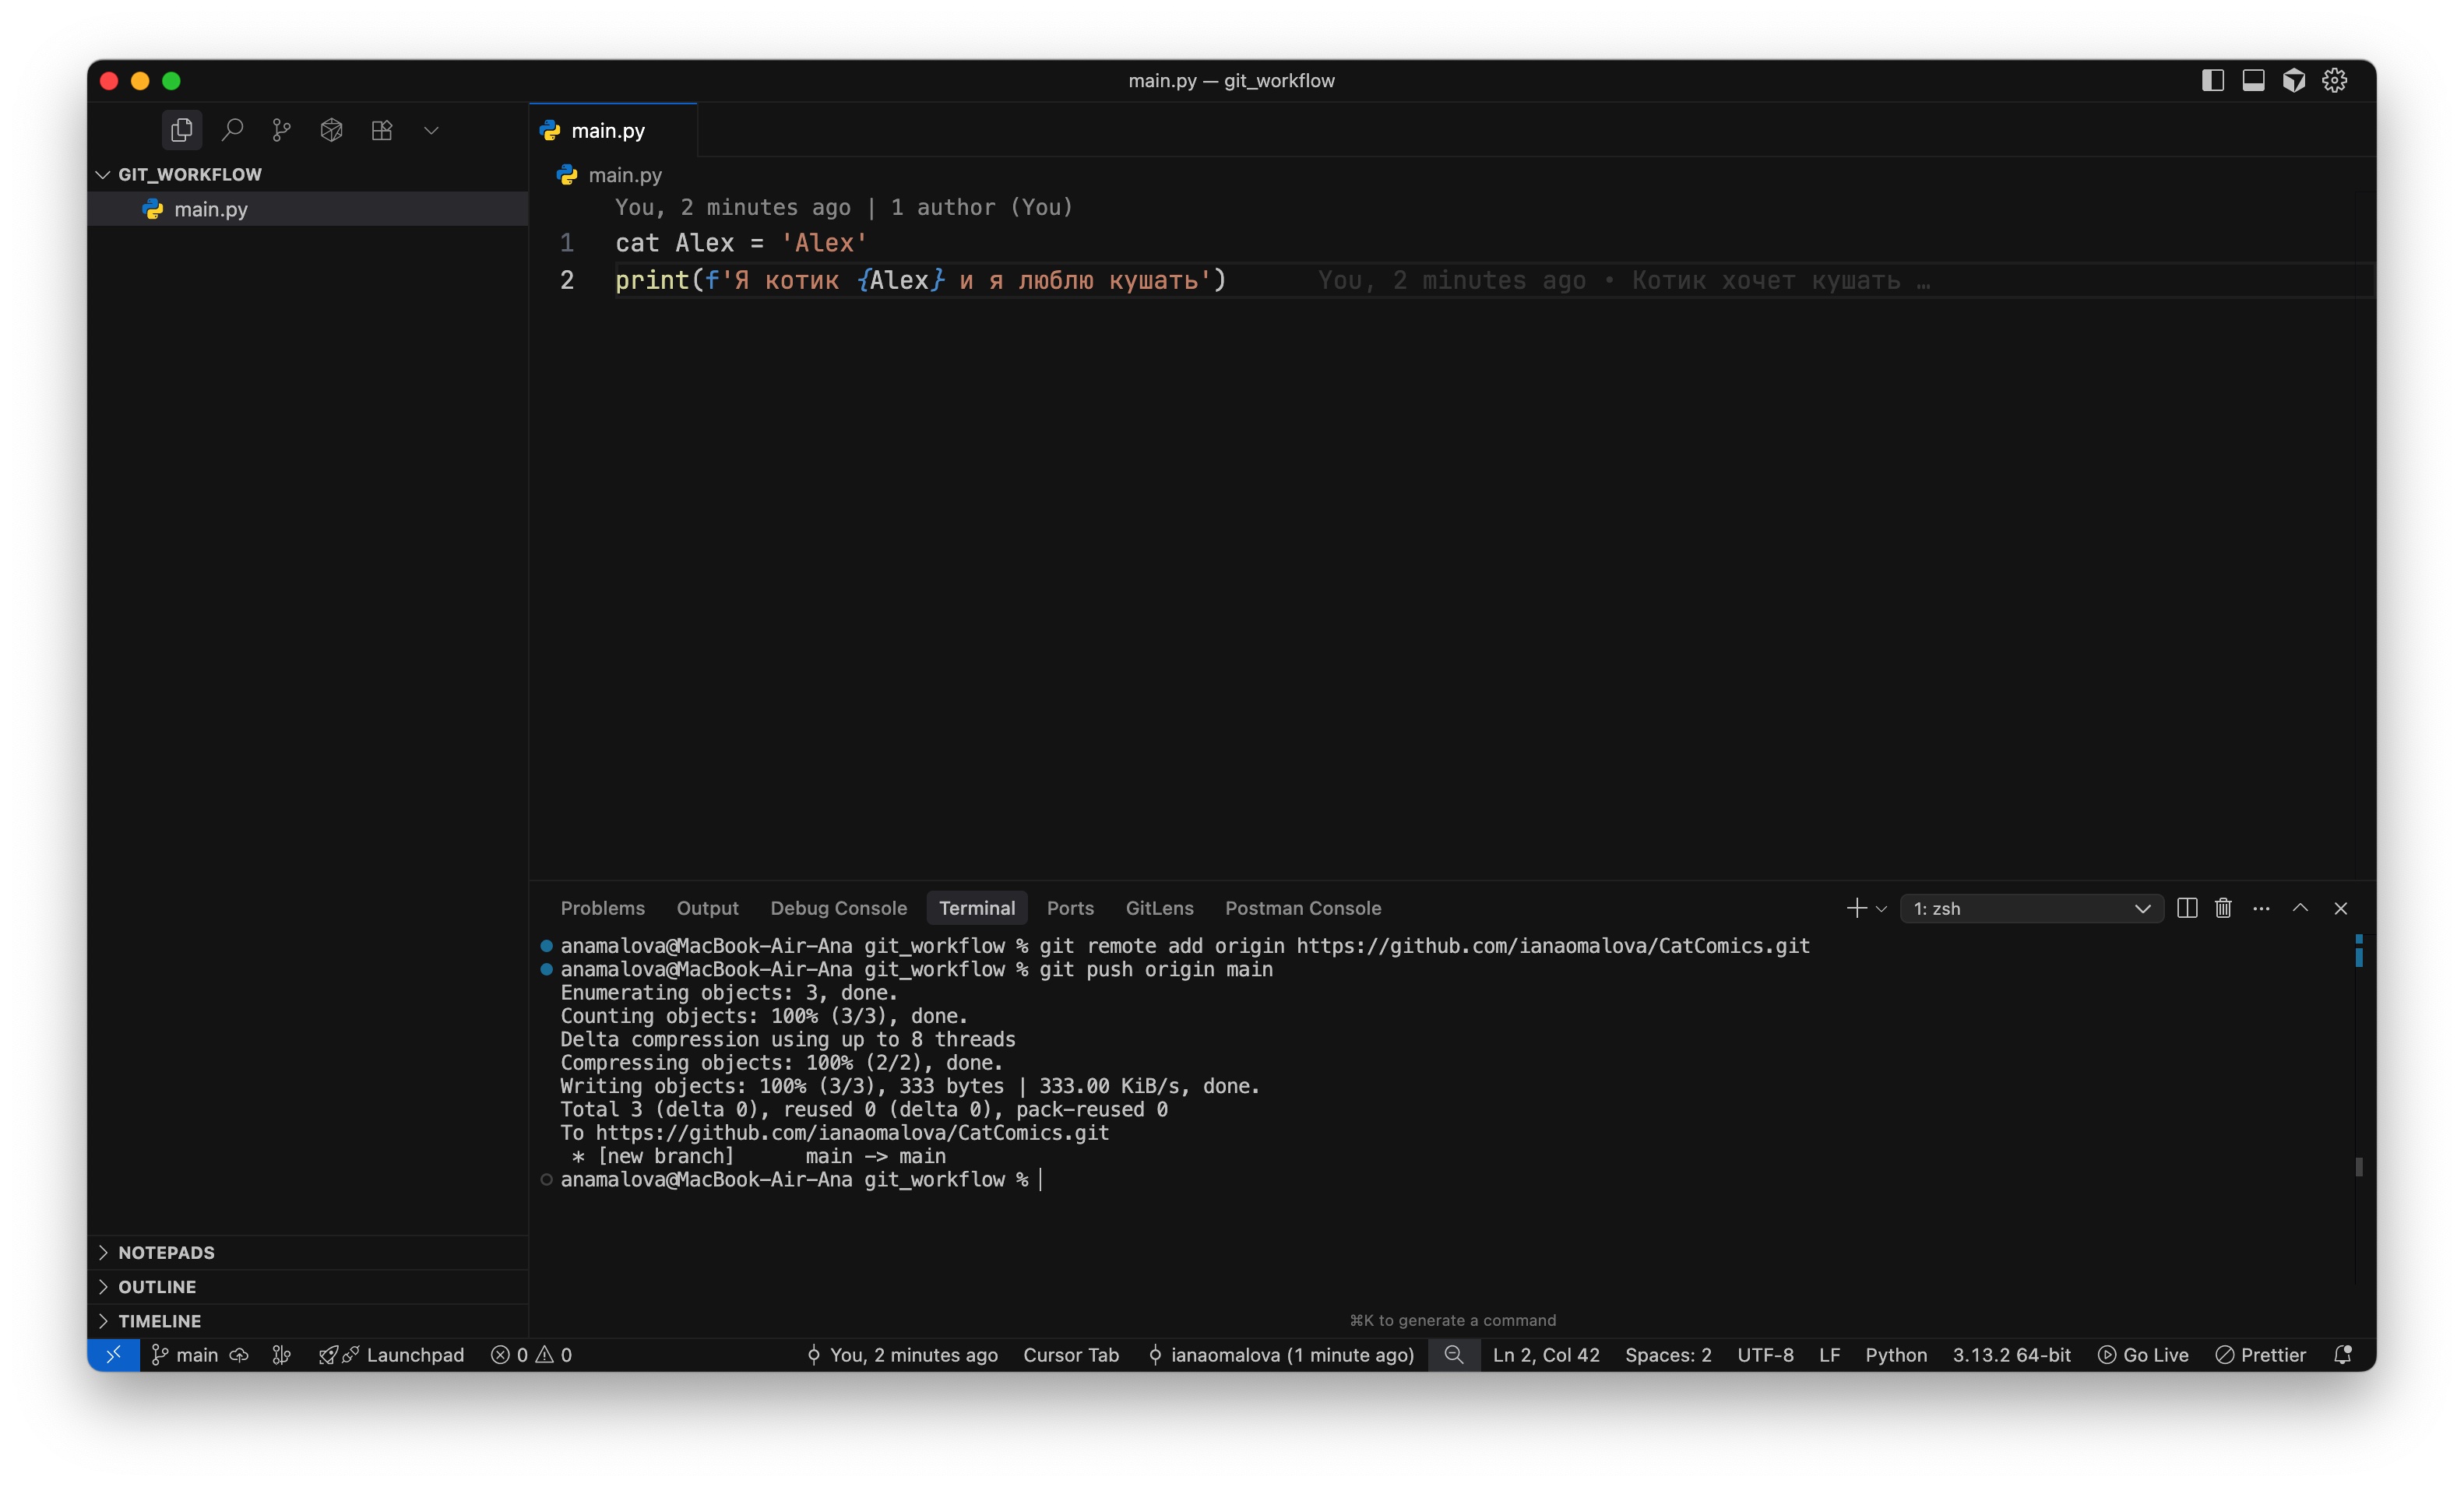 main.py — git_workflow
main.py
GIT_WORKFLOW
main.py
main.py
You, 2 minutes ago | 1 author (You)
1 cat Alex = 'Alex'
2 print(f'Я котик {Alex} и я люблю кушать') You, 2 minutes ago • Котик хочет кушать …
Problems Output Debug Console Terminal Ports GitLens Postman Console 1: zsh
anamalova@MacBook-Air-Ana git_workflow % git remote add origin https://github.com/ianaomalova/CatComics.git
anamalova@MacBook-Air-Ana git_workflow % git push origin main
Enumerating objects: 3, done.
Counting objects: 100% (3/3), done.
Delta compression using up to 8 threads
Compressing objects: 100% (2/2), done.
Writing objects: 100% (3/3), 333 bytes | 333.00 KiB/s, done.
Total 3 (delta 0), reused 0 (delta 0), pack-reused 0
To https://github.com/ianaomalova/CatComics.git
* [new branch] main -> main
anamalova@MacBook-Air-Ana git_workflow %
NOTEPADS
OUTLINE
TIMELINE
⌘K to generate a command
main Launchpad 0 0 You, 2 minutes ago Cursor Tab ianaomalova (1 minute ago) Ln 2, Col 42 Spaces: 2 UTF-8 LF Python 3.13.2 64-bit Go Live Prettier